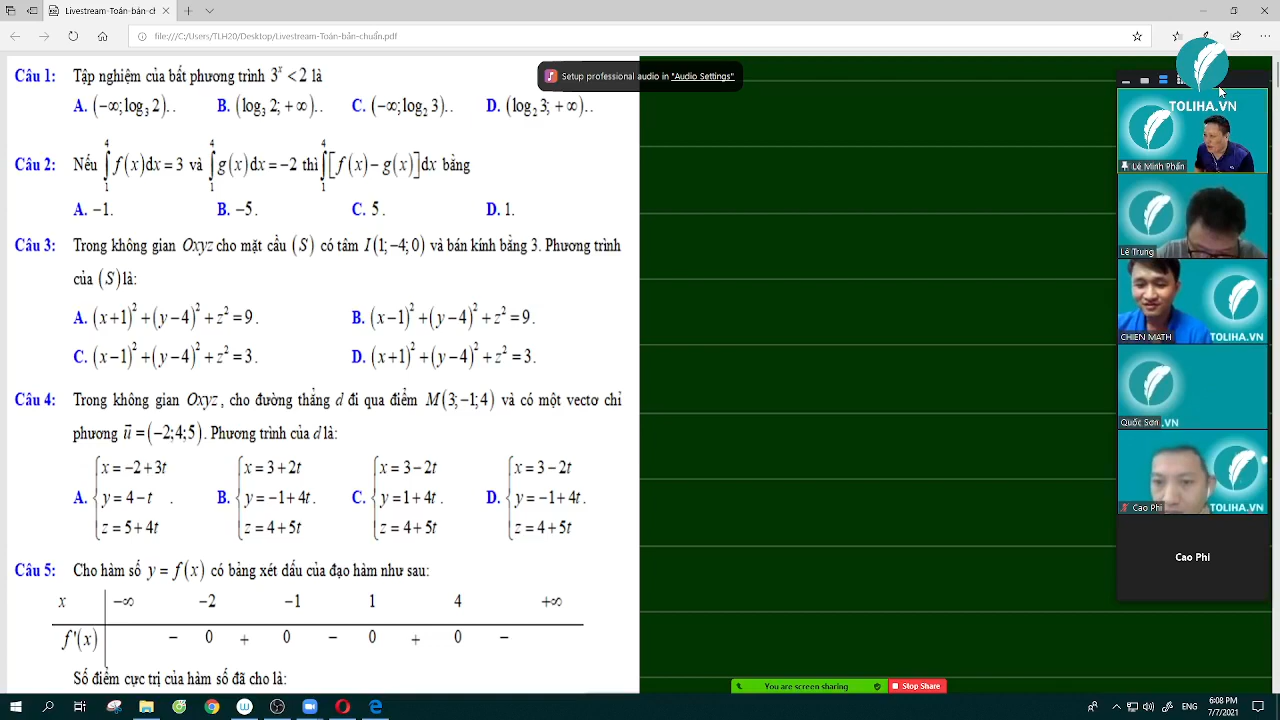 Livestream-Toán-bản-
file:///C:/Users/TLH20/Desktop/Livestream-Toán-bản-chuẩn.pdf
Câu 1: Tập nghiệm của bất phương trình 3^x < 2 là
A. (−∞; log₃ 2). . B. (log₃ 2; +∞). . C. (−∞; log₂ 3). . D. (log₂ 3; +∞). .
Câu 2: Nếu ∫₁⁴ f(x)dx = 3 và ∫₁⁴ g(x)dx = −2 thì ∫₁⁴ [f(x) − g(x)]dx bằng
A. −1. B. −5. C. 5. D. 1.
Câu 3: Trong không gian Oxyz cho mặt cầu (S) có tâm I(1; −4; 0) và bán kính bằng 3. Phương trình
của (S) là:
A. (x+1)² + (y−4)² + z² = 9. B. (x−1)² + (y−4)² + z² = 9.
C. (x−1)² + (y−4)² + z² = 3. D. (x+1)² + (y−4)² + z² = 3.
Câu 4: Trong không gian Oxyz, cho đường thẳng d đi qua điểm M(3; −1; 4) và có một vectơ chỉ
phương u⃗ = (−2; 4; 5). Phương trình của d là:
x = −2 + 3t x = 3 + 2t x = 3 − 2t x = 3 − 2t
A. { y = 4 − t . B. { y = −1 + 4t . C. { y = 1 + 4t . D. { y = −1 + 4t .
z = 5 + 4t z = 4 + 5t z = 4 + 5t z = 4 + 5t
Câu 5: Cho hàm số y = f(x) có bảng xét dấu của đạo hàm như sau:
x −∞ −2 −1 1 4 +∞
f'(x) − 0 + 0 − 0 + 0 −
Số điểm cực trị của hàm số đã cho là:
Setup professional audio in "Audio Settings"
TOLIHA.VN
Lê Minh Phấn
Lê Trung
CHIEN MATH TOLIHA.VN
Quốc Sơn .VN
Cao Phi TOLIHA.VN
Cao Phi
You are screen sharing Stop Share
6:08 PM
7/7/2021